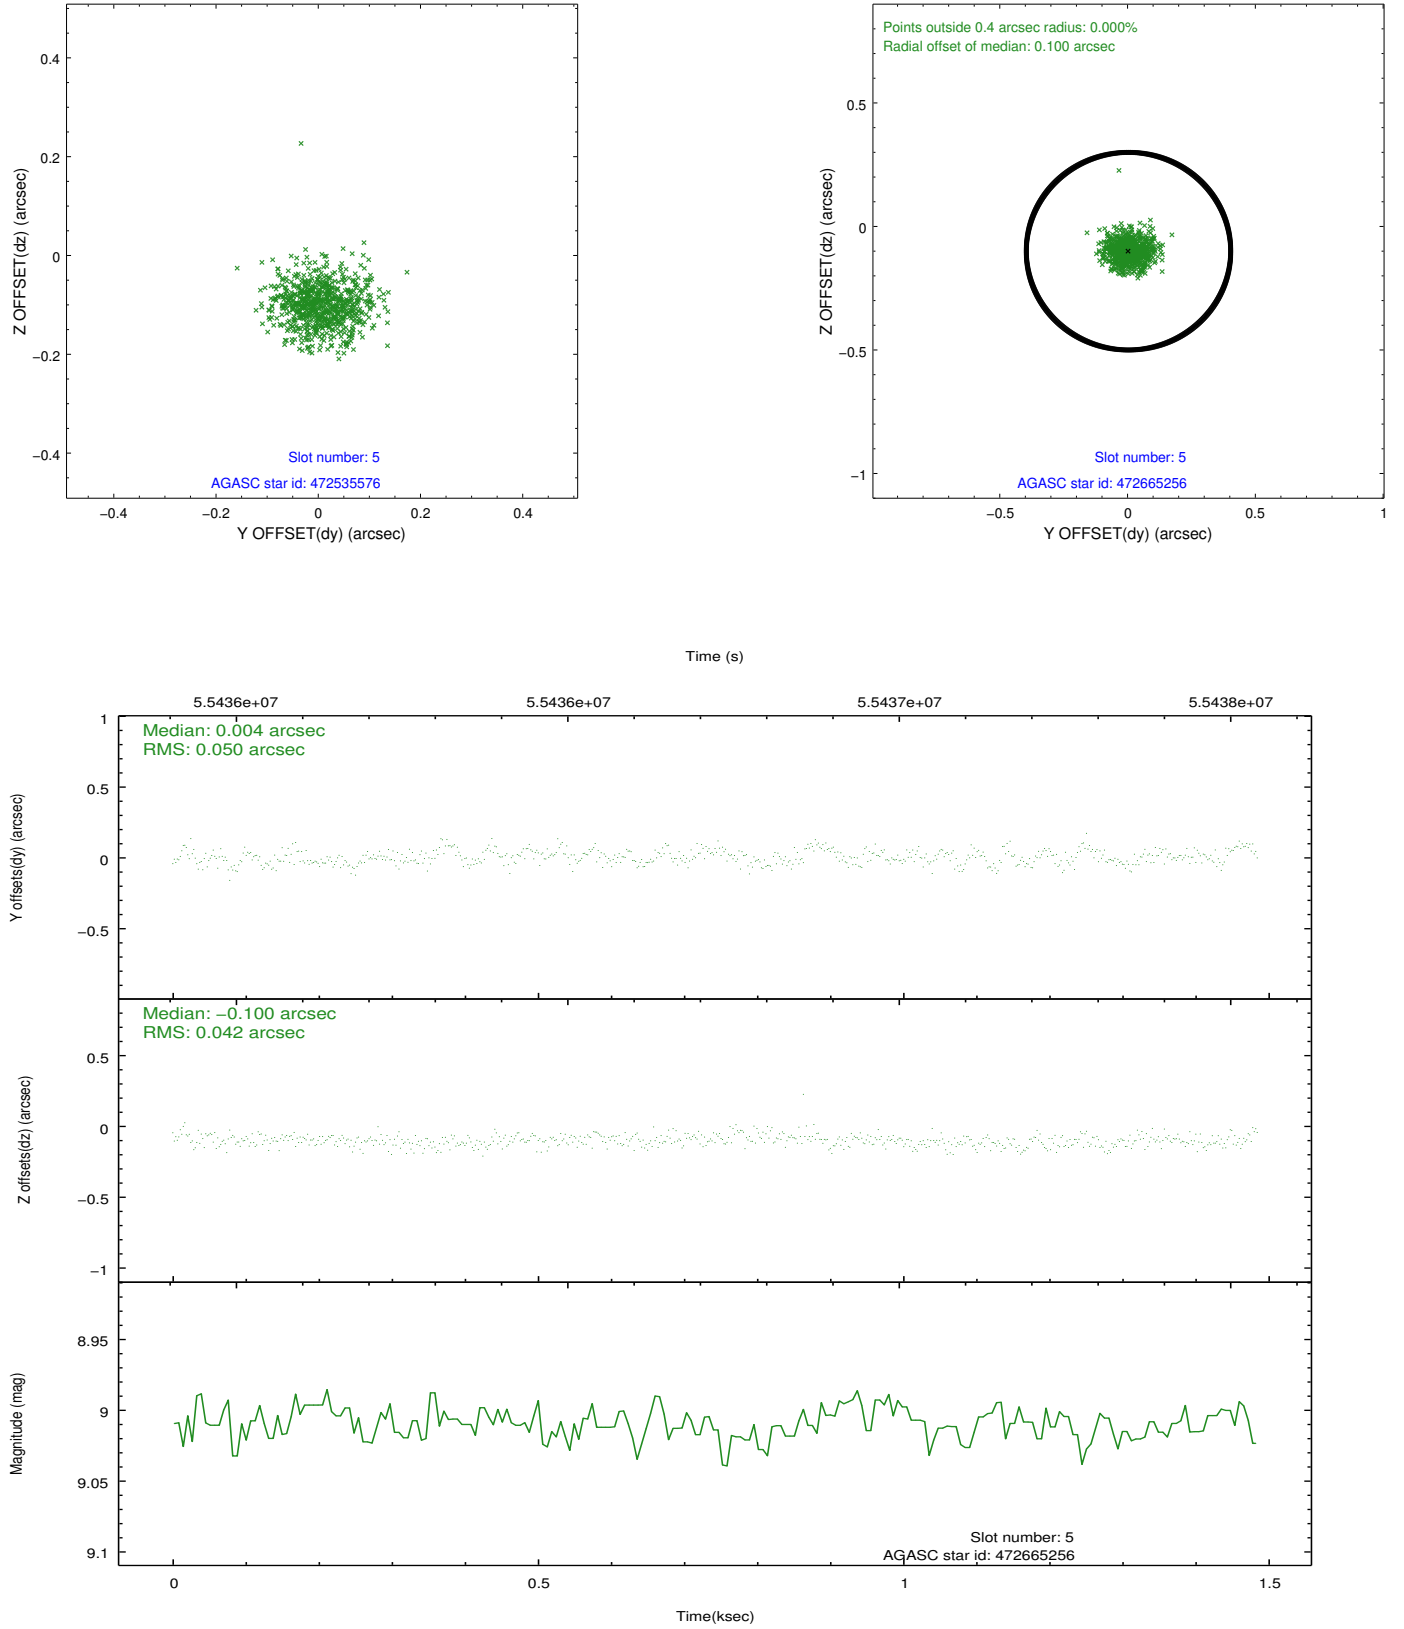 0.4
0.2
0
−0.2
−0.4
Z OFFSET(dz) (arcsec)
Slot number: 5
AGASC star id: 472535576
−0.4 −0.2 0 0.2 0.4
Y OFFSET(dy) (arcsec)
Points outside 0.4 arcsec radius: 0.000%
Radial offset of median: 0.100 arcsec
0.5
0
−0.5
−1
Z OFFSET(dz) (arcsec)
Slot number: 5
AGASC star id: 472665256
−0.5 0 0.5 1
Y OFFSET(dy) (arcsec)
Time (s)
5.5436e+07 5.5436e+07 5.5437e+07 5.5438e+07
Median: 0.004 arcsec
RMS: 0.050 arcsec
1
0.5
0
−0.5
Y offsets(dy) (arcsec)
Median: −0.100 arcsec
RMS: 0.042 arcsec
0.5
0
−0.5
−1
Z offsets(dz) (arcsec)
8.95
9
9.05
9.1
Magnitude (mag)
Slot number: 5
AGASC star id: 472665256
0 0.5 1 1.5
Time(ksec)